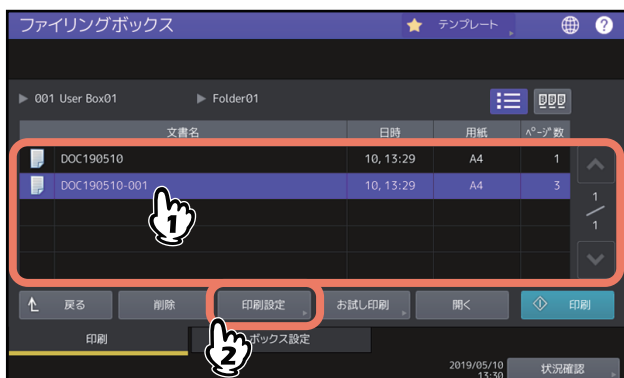 ファイリングボックス テンプレート ?
001 User Box01 Folder01
文書名 日時 用紙 ページ数
DOC190510 10, 13:29 A4 1
DOC190510-001 10, 13:29 A4 3
1
1
/
1
戻る 削除 印刷設定 お試し印刷 開く 印刷
2
印刷 ボックス設定
2019/05/10
13:30
状況確認